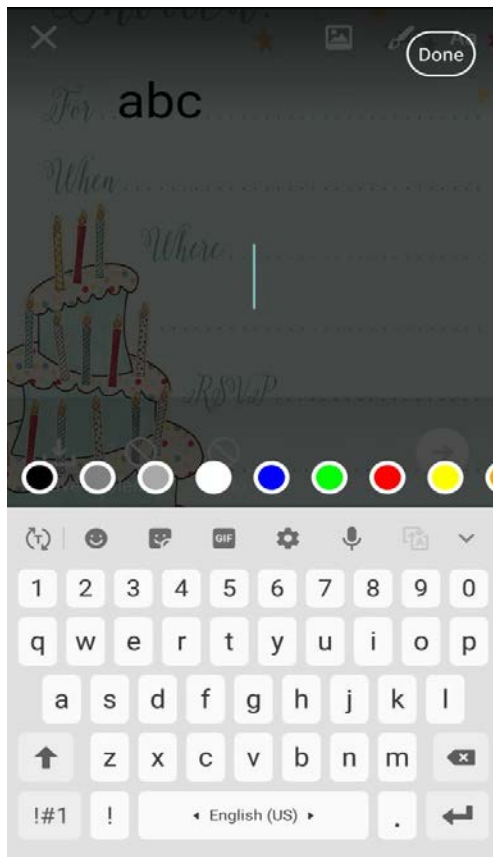 Aa
Done
For abc
When
Where
RSVP
GIF
1 2 3 4 5 6 7 8 9 0
q w e r t y u i o p
a s d f g h j k l
z x c v b n m
!#1 ! English (US) .